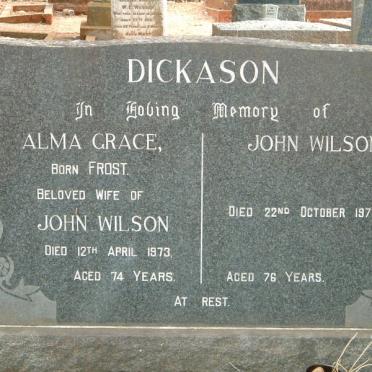 DICKASON
In Loving Memory of
ALMA GRACE,
BORN FROST.
BELOVED WIFE OF
JOHN WILSON
DIED 12TH APRIL 1973.
AGED 74 YEARS.
JOHN WILSON
DIED 22ND OCTOBER 197
AGED 76 YEARS.
AT REST.